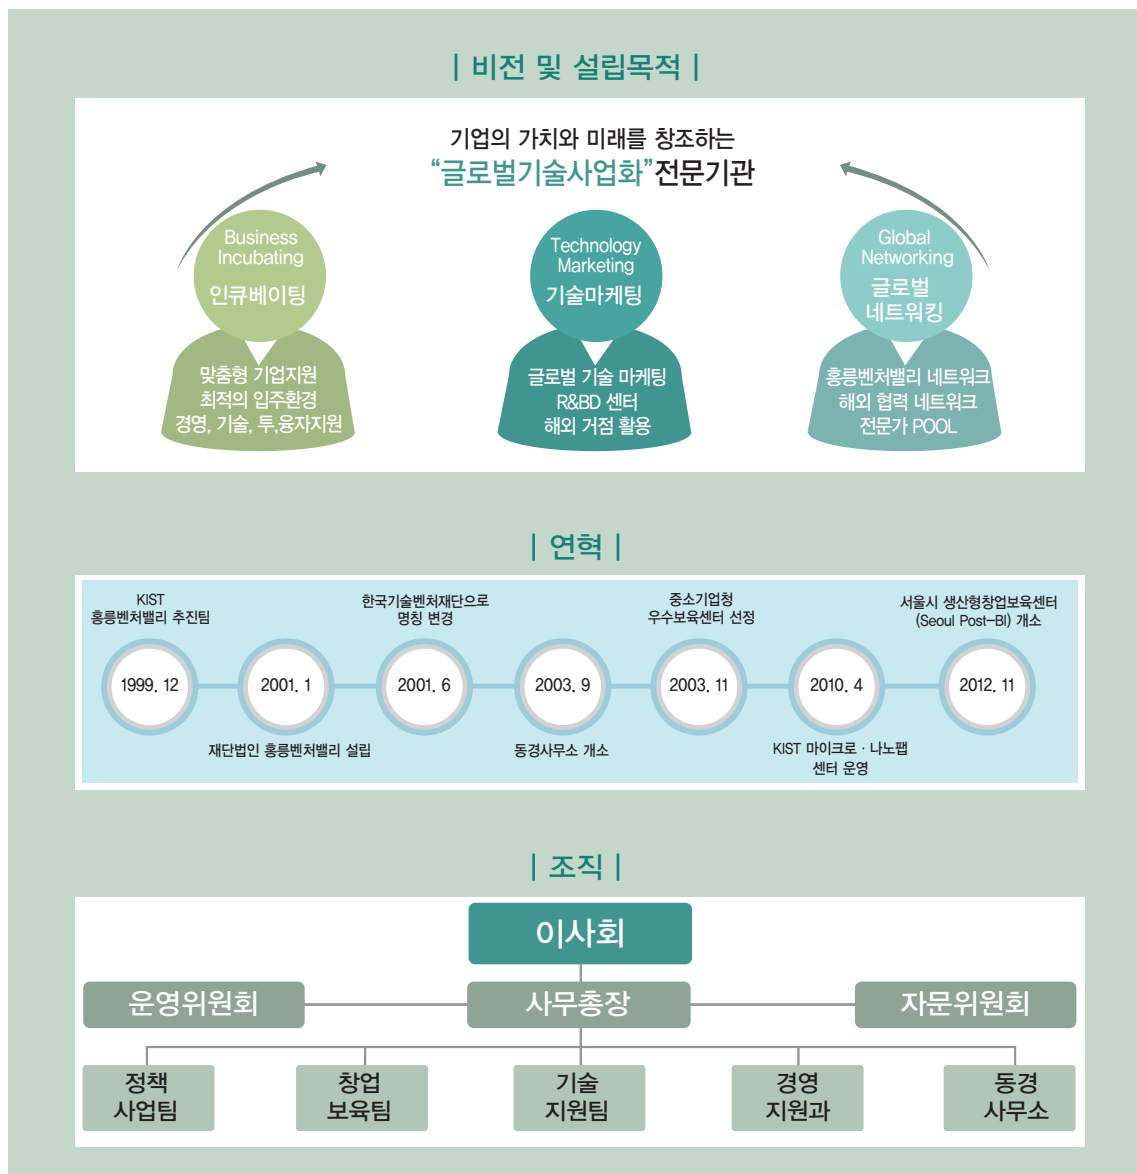 | 비전 및 설립목적 |
기업의 가치와 미래를 창조하는
“글로벌기술사업화”전문기관
Business
Incubating
인큐베이팅
맞춤형 기업지원
최적의 입주환경
경영, 기술, 투,융자지원
Technology
Marketing
기술마케팅
글로벌 기술 마케팅
R&BD 센터
해외 거점 활용
Global
Networking
글로벌
네트워킹
홍릉벤처밸리 네트워크
해외 협력 네트워크
전문가 POOL
| 연혁 |
KIST
홍릉벤처밸리 추진팀
1999. 12
2001. 1
재단법인 홍릉벤처밸리 설립
한국기술벤처재단으로
명칭 변경
2001. 6
2003. 9
동경사무소 개소
중소기업청
우수보육센터 선정
2003. 11
2010. 4
KIST 마이크로 · 나노팹
센터 운영
서울시 생산형창업보육센터
(Seoul Post-BI) 개소
2012. 11
| 조직 |
이사회
운영위원회
사무총장
자문위원회
정책
사업팀
창업
보육팀
기술
지원팀
경영
지원과
동경
사무소